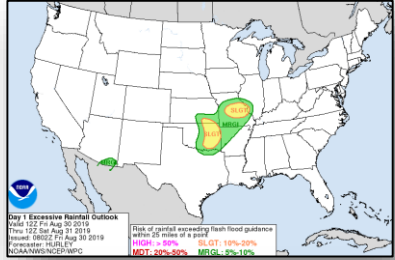 SLGT
MRGL
SLGT
MRGL
NOAA
Day 1 Excessive Rainfall Outlook
Valid 12Z Fri Aug 30 2019
Thru 12Z Sat Aug 31 2019
Issued: 0802Z Fri Aug 30 2019
Forecaster: HURLEY
NOAA/NWS/NCEP/WPC
Risk of rainfall exceeding flash flood guidance
within 25 miles of a point
HIGH: > 50% SLGT: 10%-20%
MDT: 20%-50% MRGL: 5%-10%